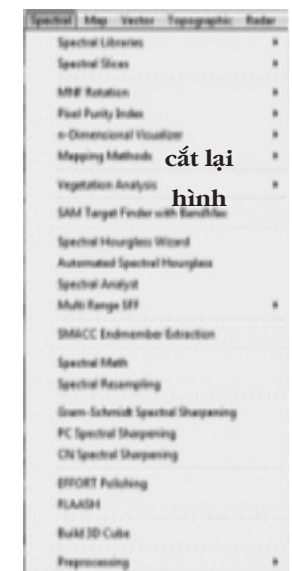 Spectral Map Vector Topographic Radar
Spectral Libraries
Spectral Slices
MNF Rotation
Pixel Purity Index
n-Dimensional Visualizer
Mapping Methods
cắt lại
Vegetation Analysis
hình
SAM Target Finder with BandMax
Spectral Hourglass Wizard
Automated Spectral Hourglass
Spectral Analyst
Multi Range SFF
SMACC Endmember Extraction
Spectral Math
Spectral Resampling
Gram-Schmidt Spectral Sharpening
PC Spectral Sharpening
CN Spectral Sharpening
EFFORT Polishing
FLAASH
Build 3D Cube
Preprocessing